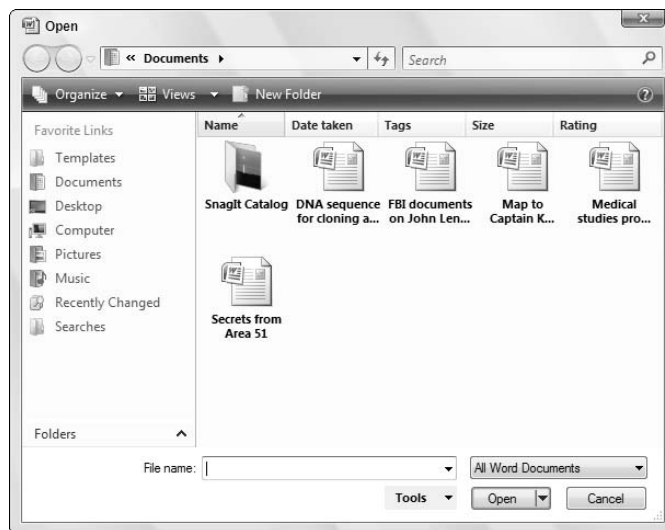 Open
« Documents
Search
Organize Views New Folder
Favorite Links
Templates
Documents
Desktop
Computer
Pictures
Music
Recently Changed
Searches
Folders
Name Date taken Tags Size Rating
SnagIt Catalog
DNA sequence
for cloning a...
FBI documents
on John Len...
Map to
Captain K...
Medical
studies pro...
Secrets from
Area 51
File name:
All Word Documents
Tools Open Cancel